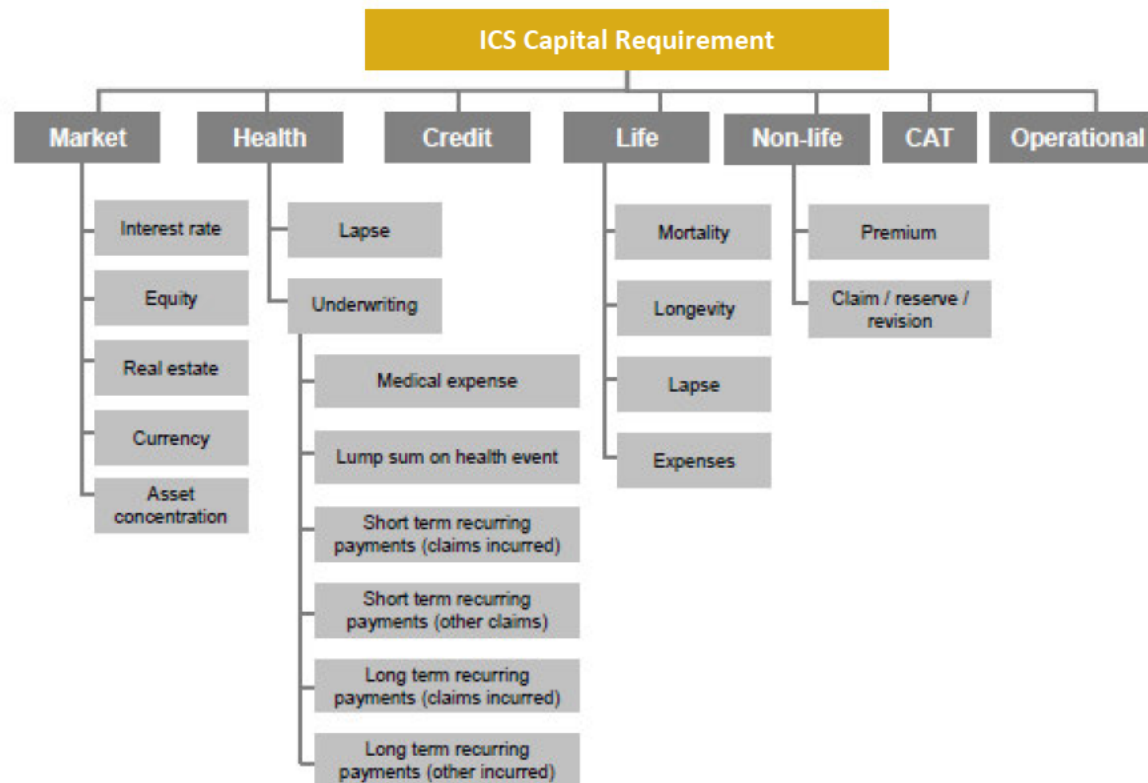 ICS Capital Requirement
Market
Health
Credit
Life
Non-life
CAT
Operational
Interest rate
Equity
Real estate
Currency
Asset
concentration
Lapse
Underwriting
Medical expense
Lump sum on health event
Short term recurring
payments (claims incurred)
Short term recurring
payments (other claims)
Long term recurring
payments (claims incurred)
Long term recurring
payments (other incurred)
Mortality
Longevity
Lapse
Expenses
Premium
Claim / reserve /
revision